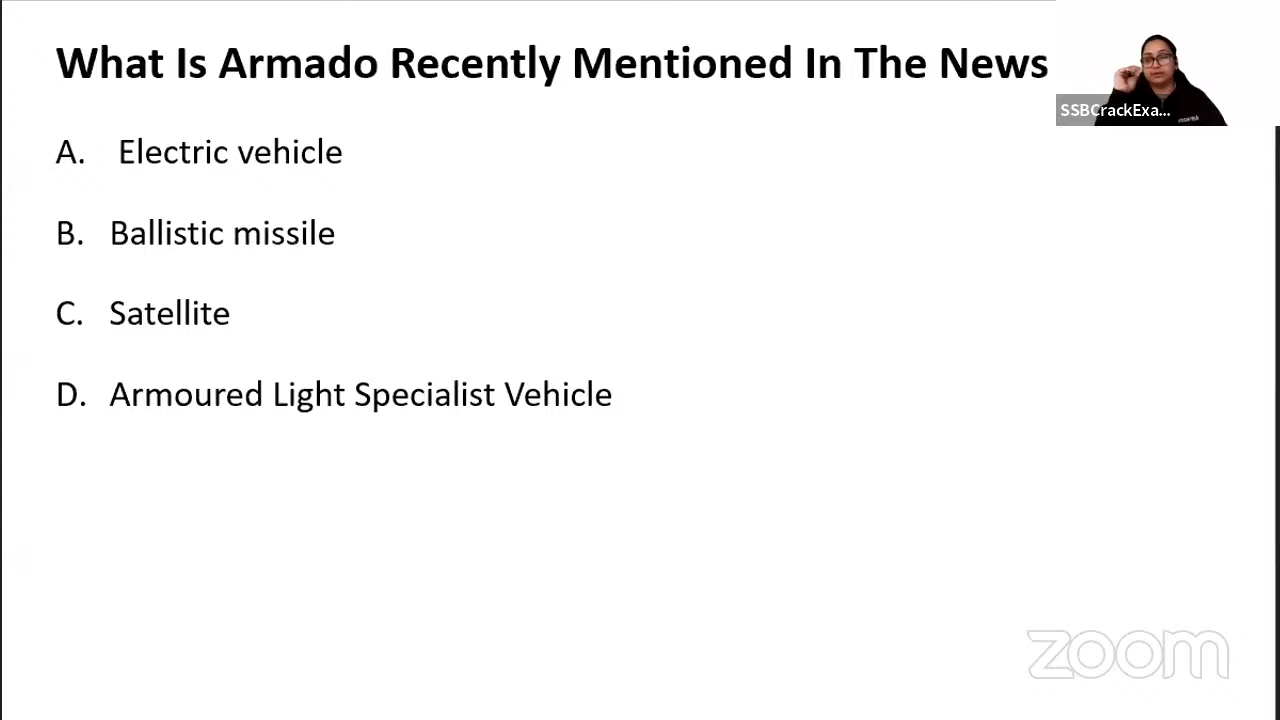 What Is Armado Recently Mentioned In The News
SSBCrackExa...
A. Electric vehicle
B. Ballistic missile
C. Satellite
D. Armoured Light Specialist Vehicle
zoom